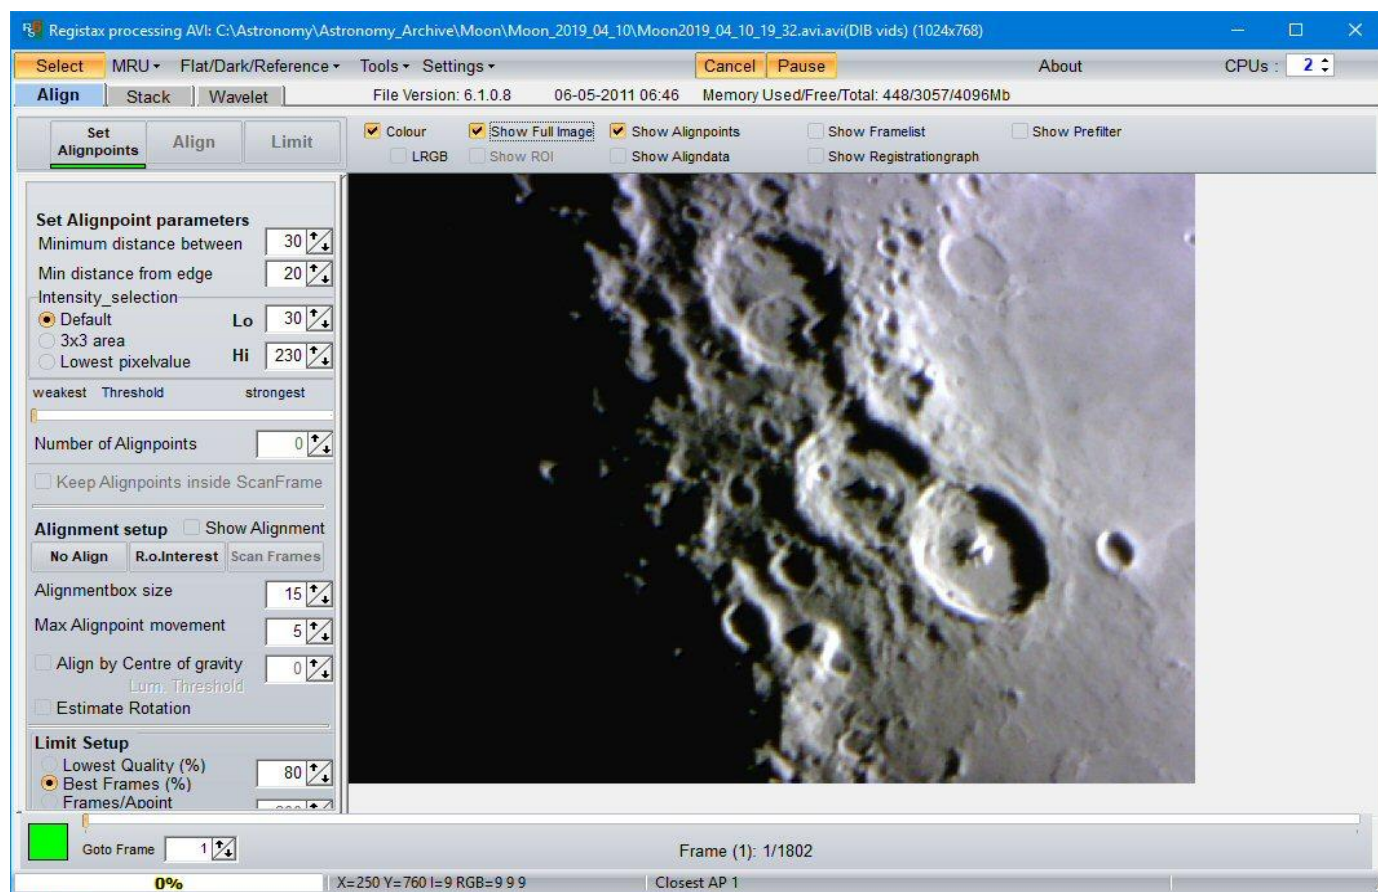 Registax processing AVI: C:\Astronomy\Astronomy_Archive\Moon\Moon_2019_04_10\Moon2019_04_10_19_32.avi.avi(DIB vids) (1024x768)
Select MRU Flat/Dark/Reference Tools Settings Cancel Pause About CPUs : 2
Align Stack Wavelet File Version: 6.1.0.8 06-05-2011 06:46 Memory Used/Free/Total: 448/3057/4096Mb
Set Alignpoints Align Limit
Colour Show Full Image Show Alignpoints Show Framelist Show Prefilter
LRGB Show ROI Show Aligndata Show Registrationgraph
Set Alignpoint parameters
Minimum distance between 30
Min distance from edge 20
Intensity_selection
Default Lo 30
3x3 area
Lowest pixelvalue Hi 230
weakest Threshold strongest
Number of Alignpoints 0
Keep Alignpoints inside ScanFrame
Alignment setup Show Alignment
No Align R.o.Interest Scan Frames
Alignmentbox size 15
Max Alignpoint movement 5
Align by Centre of gravity 0
Lum. Threshold
Estimate Rotation
Limit Setup
Lowest Quality (%)
Best Frames (%) 80
Frames/Apoint
Goto Frame 1 Frame (1): 1/1802
0% X=250 Y=760 I=9 RGB=9 9 9 Closest AP 1